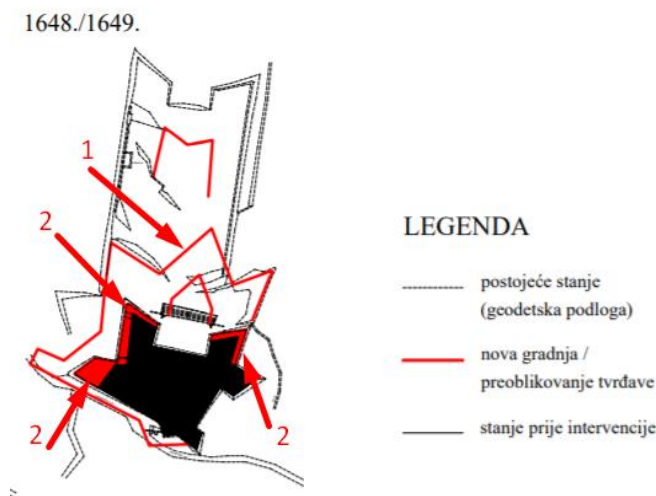 1648./1649.
1
2
2
2
LEGENDA
postojeće stanje
(geodetska podloga)
nova gradnja /
preoblikovanje tvrđave
stanje prije intervencije